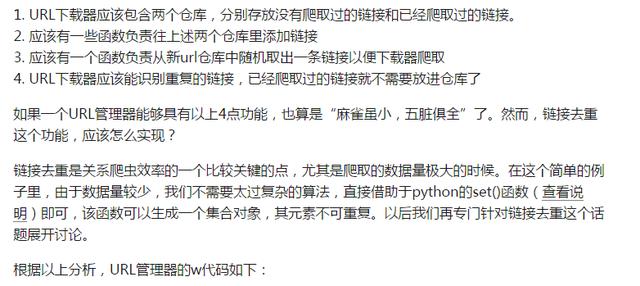 1. URL下载器应该包含两个仓库，分别存放没有爬取过的链接和已经爬取过的链接。
2. 应该有一些函数负责往上述两个仓库里添加链接
3. 应该有一个函数负责从新url仓库中随机取出一条链接以便下载器爬取
4. URL下载器应该能识别重复的链接，已经爬取过的链接就不需要放进仓库了
如果一个URL管理器能够具有以上4点功能，也算是“麻雀虽小，五脏俱全”了。然而，链接去重
这个功能，应该怎么实现？
链接去重是关系爬虫效率的一个比较关键的点，尤其是爬取的数据量极大的时候。在这个简单的例
子里，由于数据量较少，我们不需要太过复杂的算法，直接借助于python的set()函数（查看说
明）即可，该函数可以生成一个集合对象，其元素不可重复。以后我们再专门针对链接去重这个话
题展开讨论。
根据以上分析，URL管理器的w代码如下：